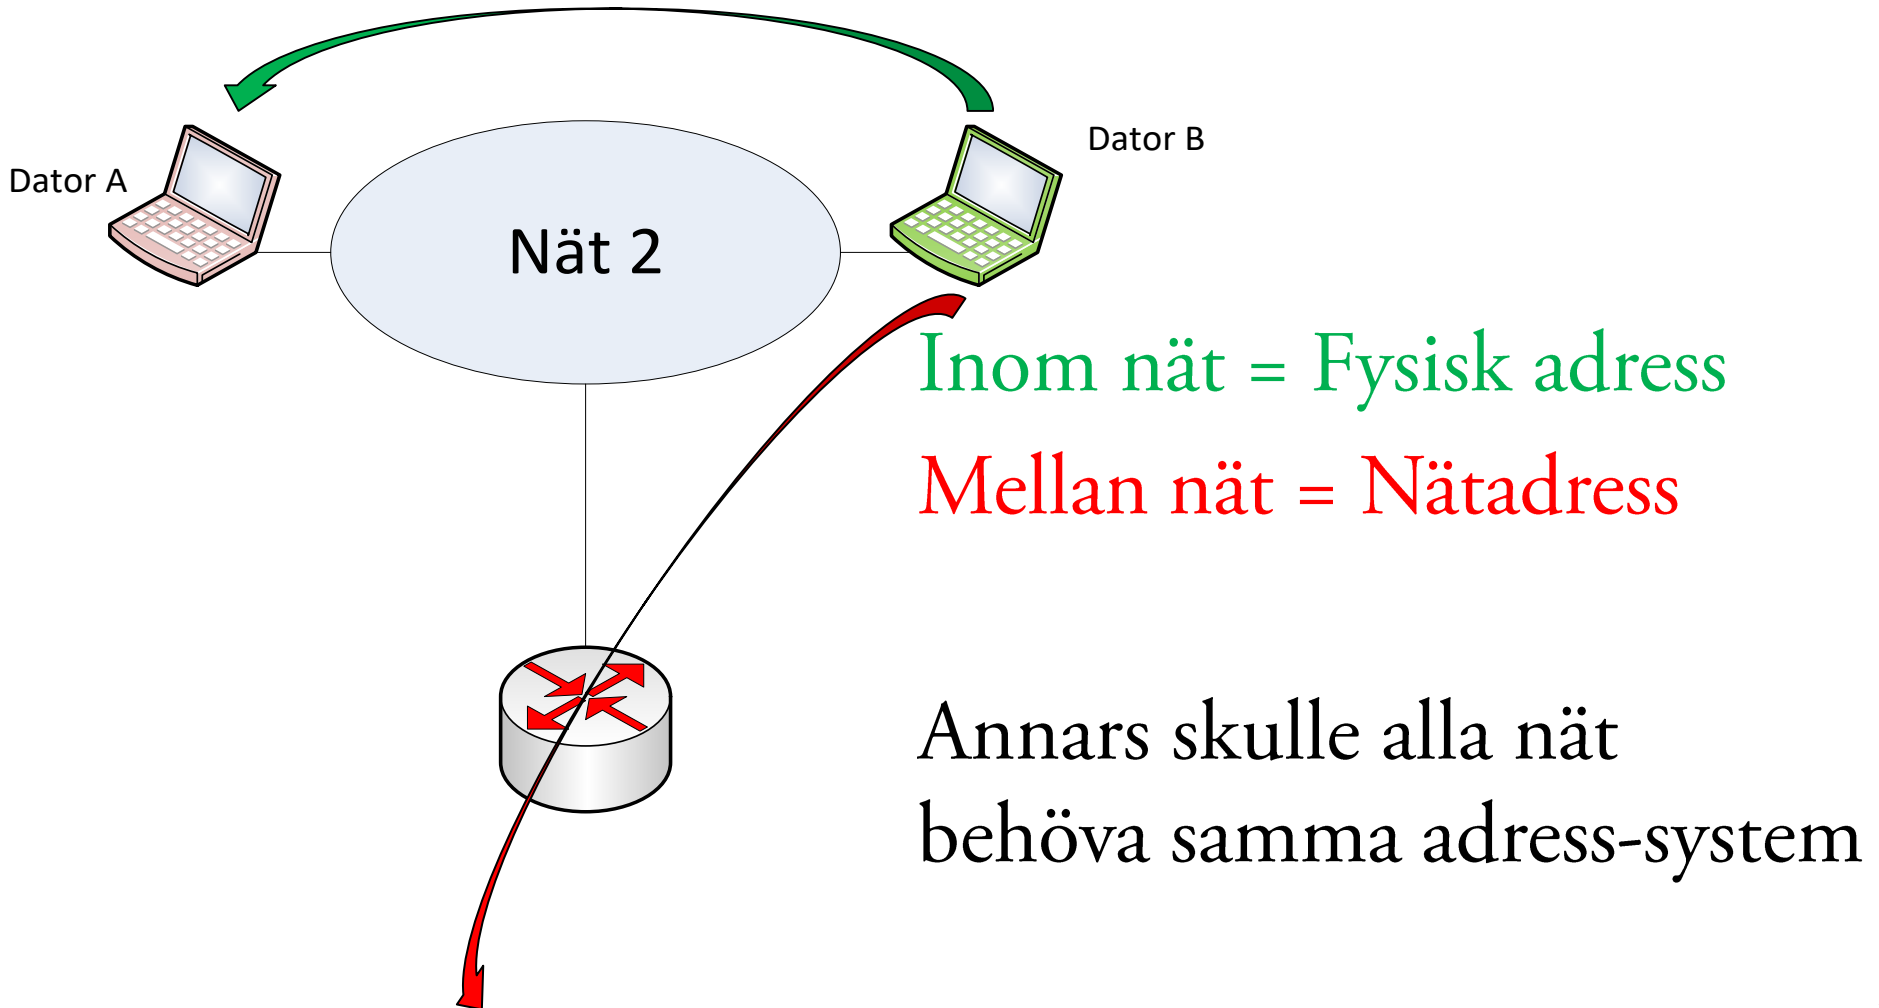 Dator A
Dator B
Nät 2
Inom nät = Fysisk adress
Mellan nät = Nätadress
Annars skulle alla nät
behöva samma adress-system